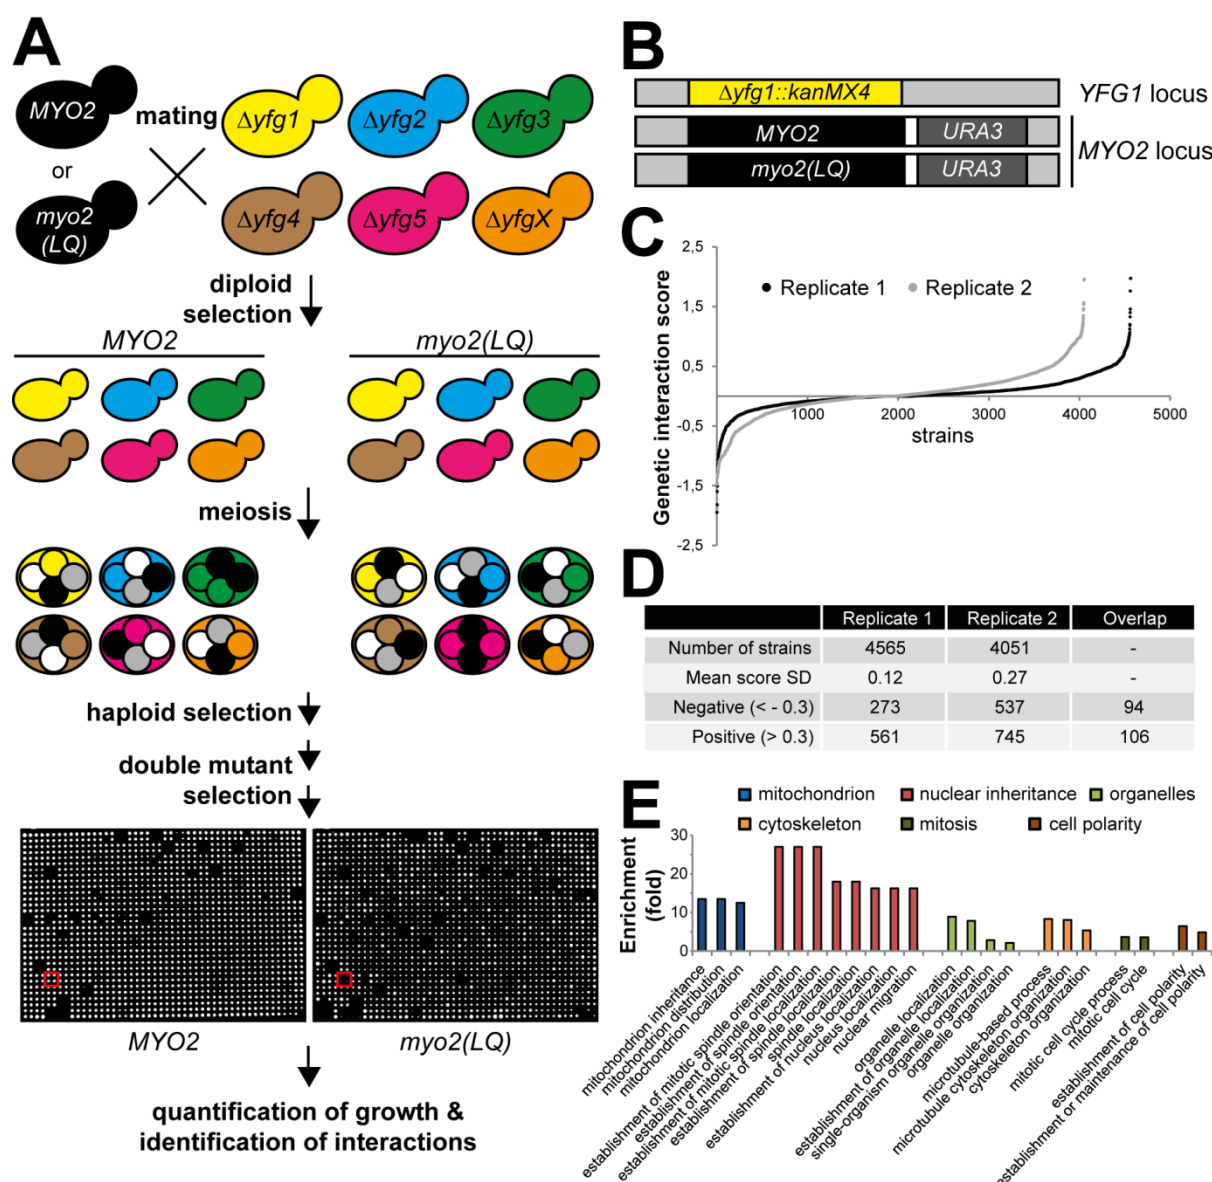 A
MYO2
or
myo2
(LQ)
mating
Δyfg1
Δyfg2
Δyfg3
Δyfg4
Δyfg5
ΔyfgX
diploid
selection
MYO2
myo2(LQ)
meiosis
haploid selection
double mutant
selection
MYO2
myo2(LQ)
quantification of growth &
identification of interactions
B
Δyfg1::kanMX4
YFG1 locus
MYO2
URA3
myo2(LQ)
URA3
MYO2 locus
C
Genetic interaction score
2,5
1,5
0,5
-0,5
-1,5
-2,5
Replicate 1
Replicate 2
1000
2000
3000
4000
5000
strains
D
Replicate 1 Replicate 2 Overlap
Number of strains 4565 4051 -
Mean score SD 0.12 0.27 -
Negative (< - 0.3) 273 537 94
Positive (> 0.3) 561 745 106
E
mitochondrion
nuclear inheritance
organelles
cytoskeleton
mitosis
cell polarity
Enrichment
(fold)
30
20
10
0
mitochondrion inheritance
mitochondrion distribution
mitochondrion localization
establishment of mitotic spindle orientation
establishment of spindle orientation
establishment of mitotic spindle localization
establishment of spindle localization
spindle localization
establishment of nucleus localization
nucleus localization
nuclear migration
organelle localization
establishment of organelle localization
single-organism organelle organization
organelle organization
microtubule-based process
microtubule cytoskeleton organization
cytoskeleton organization
mitotic cell cycle process
mitotic cell cycle
establishment of cell polarity
establishment or maintenance of cell polarity